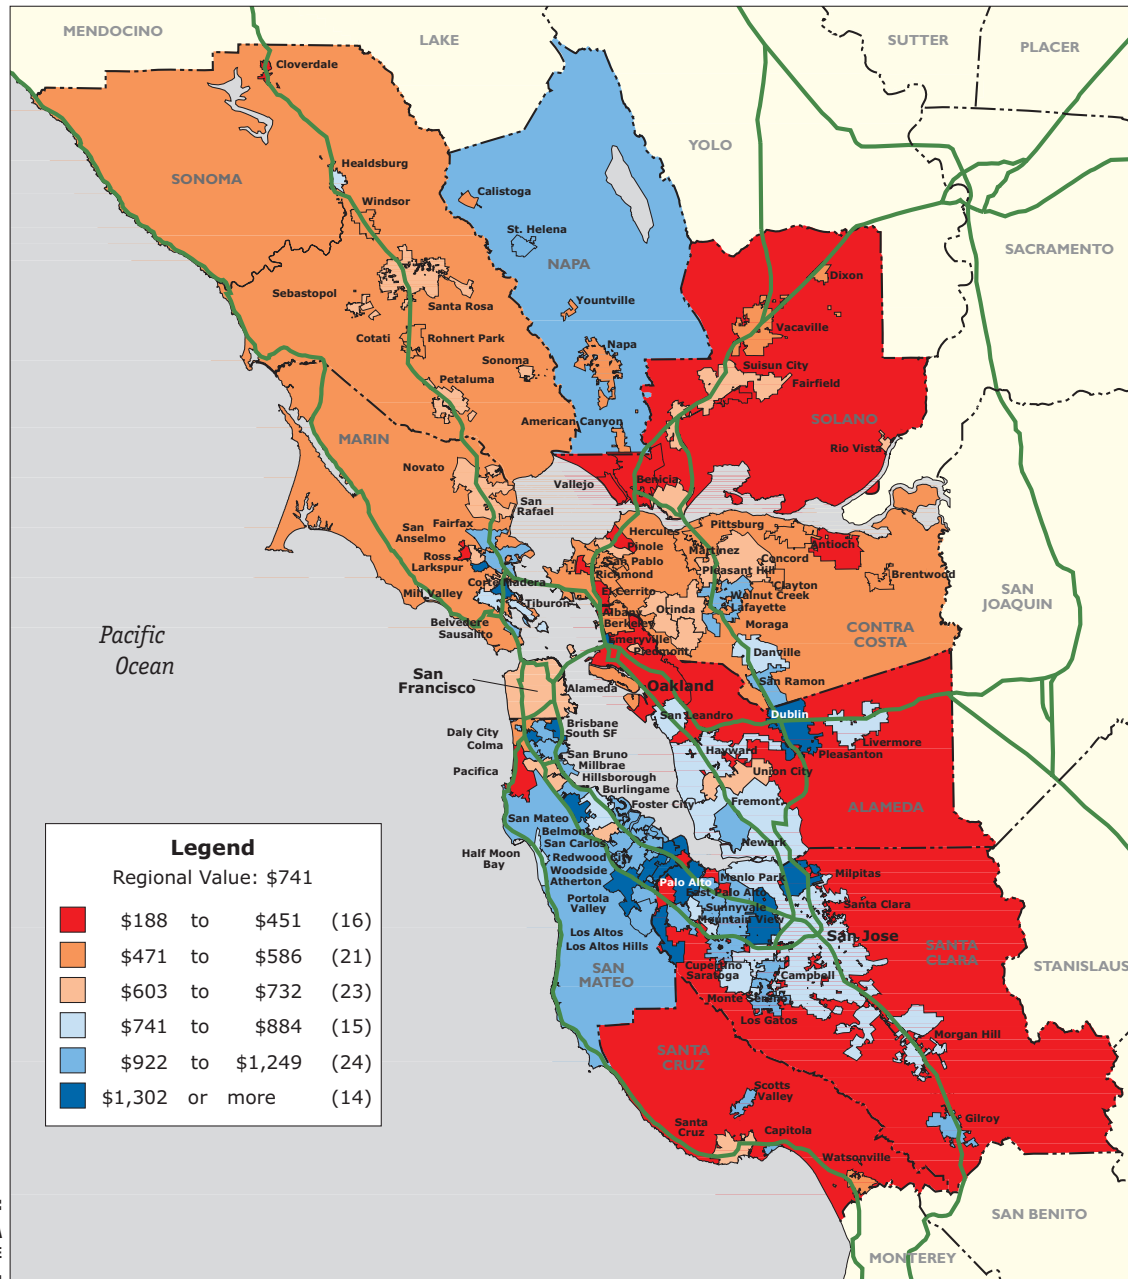 MENDOCINO
LAKE
SUTTER
PLACER
Cloverdale
YOLO
Healdsburg
SONOMA
Calistoga
Windsor
St. Helena
SACRAMENTO
NAPA
Dixon
Sebastopol
Yountville
Santa Rosa
Vacaville
Cotati
Rohnert Park
Napa
Sonoma
Suisun City
Petaluma
Fairfield
American Canyon
SOLANO
MARIN
Rio Vista
Novato
Vallejo
Benicia
San
Rafael
Fairfax
San
Anselmo
Pittsburg
Hercules
Antioch
Pinole
Martinez
Ross
San Pablo
Concord
Larkspur
Pleasant Hill
Richmond
Brentwood
Corte Madera
Clayton
El Cerrito
Walnut Creek
Mill Valley
Tiburon
Lafayette
Albany
Orinda
SAN
JOAQUIN
Belvedere
Berkeley
Moraga
CONTRA
COSTA
Sausalito
Emeryville
Piedmont
Danville
Pacific
Ocean
San
Francisco
San Ramon
Alameda
Oakland
San Leandro
Dublin
Brisbane
South SF
Daly City
Colma
Livermore
Hayward
Pleasanton
San Bruno
Millbrae
Pacifica
Union City
Hillsborough
Burlingame
Foster City
Fremont
ALAMEDA
San Mateo
Belmont
San Carlos
Newark
Half Moon
Bay
Redwood City
Woodside
Atherton
Menlo Park
Milpitas
Palo Alto
East Palo Alto
Portola
Valley
Sunnyvale
Santa Clara
Mountain View
Los Altos
San Jose
Los Altos Hills
SANTA
CLARA
SAN
MATEO
Cupertino
Saratoga
Campbell
STANISLAUS
Monte Sereno
Los Gatos
Morgan Hill
SANTA
CRUZ
Scotts
Valley
Santa
Cruz
Capitola
Gilroy
Watsonville
SAN BENITO
MONTEREY
Legend
Regional Value: $741
$188 to $451 (16)
$471 to $586 (21)
$603 to $732 (23)
$741 to $884 (15)
$922 to $1,249 (24)
$1,302 or more (14)